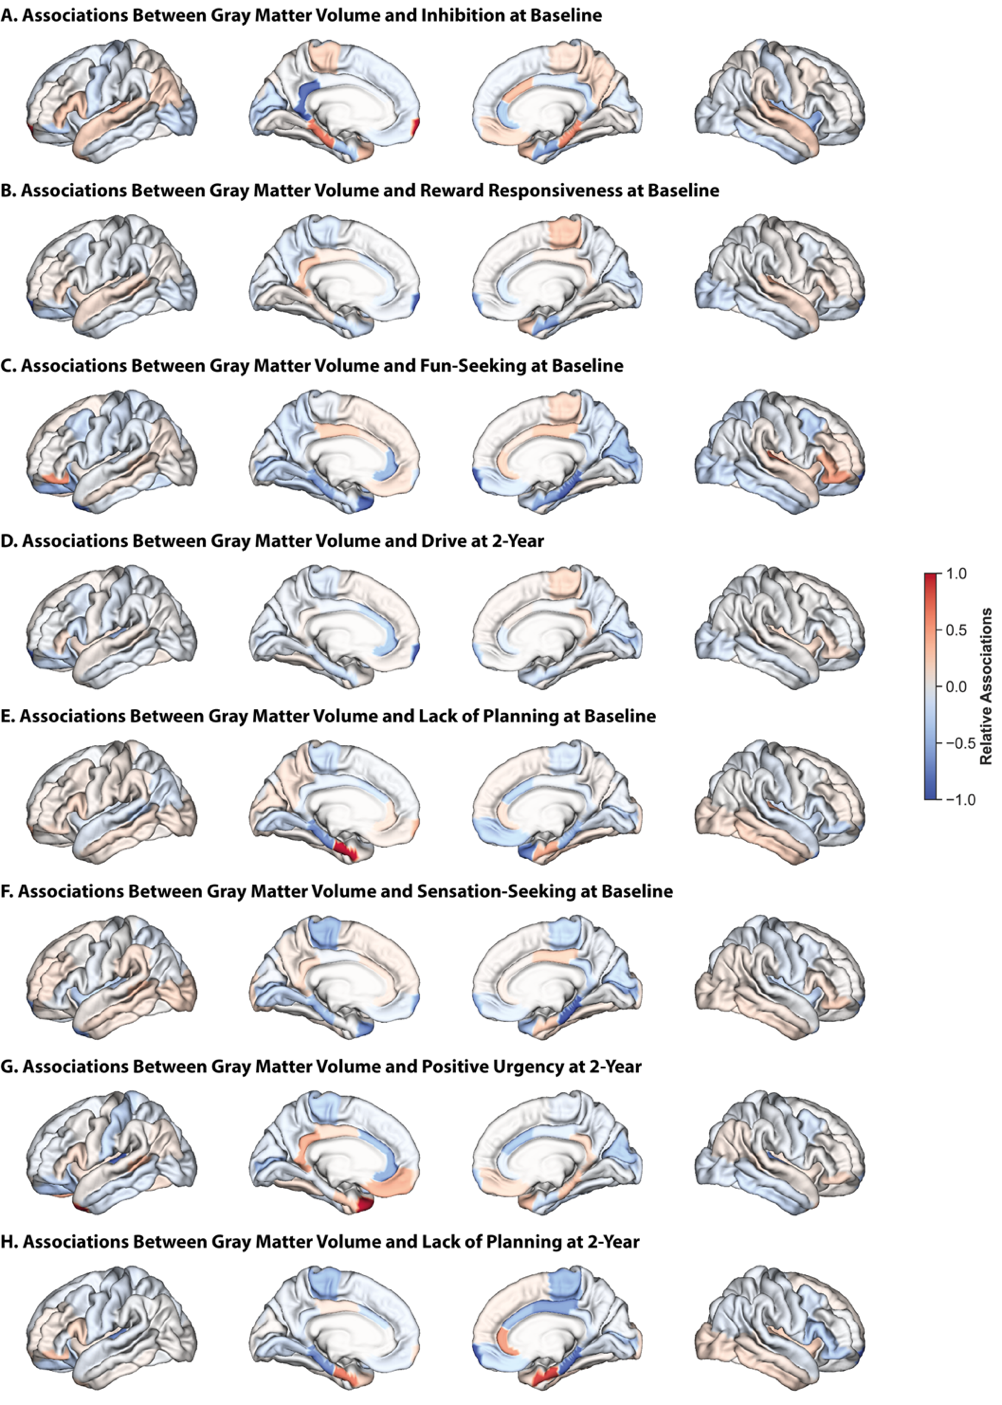 A. Associations Between Gray Matter Volume and Inhibition at Baseline
B. Associations Between Gray Matter Volume and Reward Responsiveness at Baseline
C. Associations Between Gray Matter Volume and Fun-Seeking at Baseline
D. Associations Between Gray Matter Volume and Drive at 2-Year
1.0
0.5
0.0
−0.5
−1.0
Relative Associations
E. Associations Between Gray Matter Volume and Lack of Planning at Baseline
F. Associations Between Gray Matter Volume and Sensation-Seeking at Baseline
G. Associations Between Gray Matter Volume and Positive Urgency at 2-Year
H. Associations Between Gray Matter Volume and Lack of Planning at 2-Year